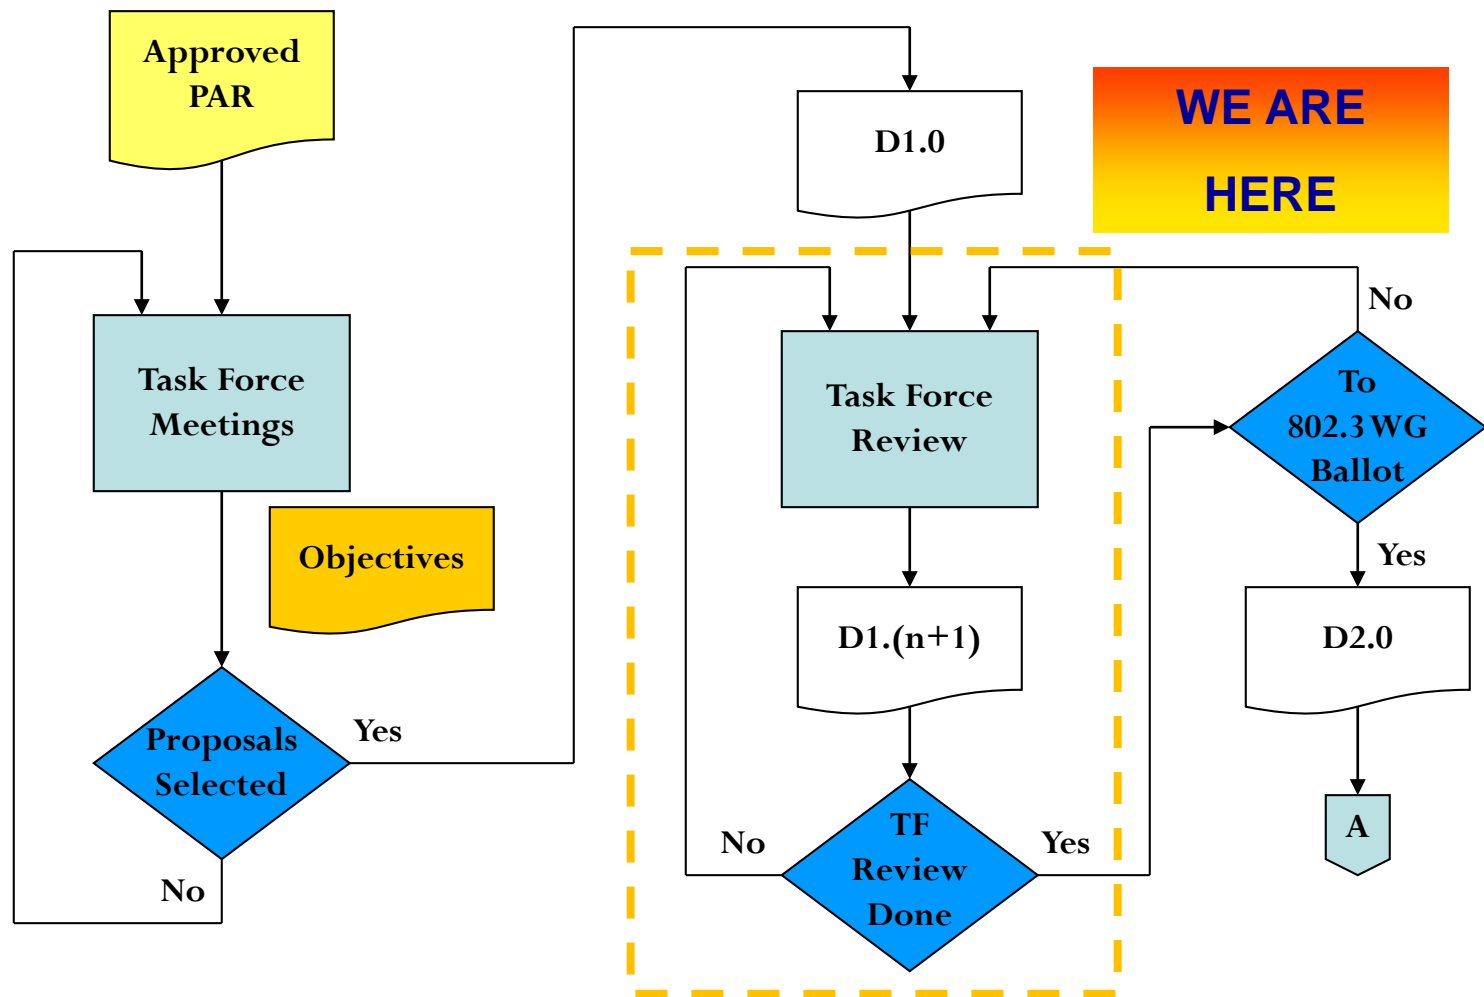 Approved
PAR
Task Force
Meetings
Objectives
Proposals
Selected
Yes
No
D1.0
WE ARE
HERE
Task Force
Review
D1.(n+1)
TF
Review
Done
No
Yes
To
802.3 WG
Ballot
No
Yes
D2.0
A